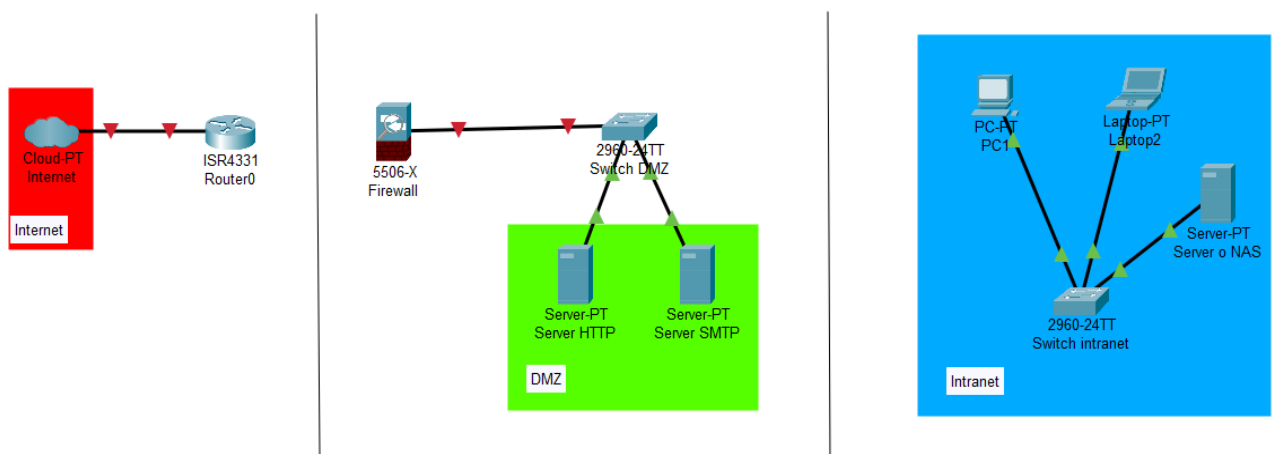 Cloud-PT
Internet
Internet
ISR4331
Router0
5506-X
Firewall
2960-24TT
Switch DMZ
Server-PT
Server HTTP
Server-PT
Server SMTP
DMZ
PC-PT
PC1
Laptop-PT
Laptop2
Server-PT
Server o NAS
2960-24TT
Switch intranet
Intranet